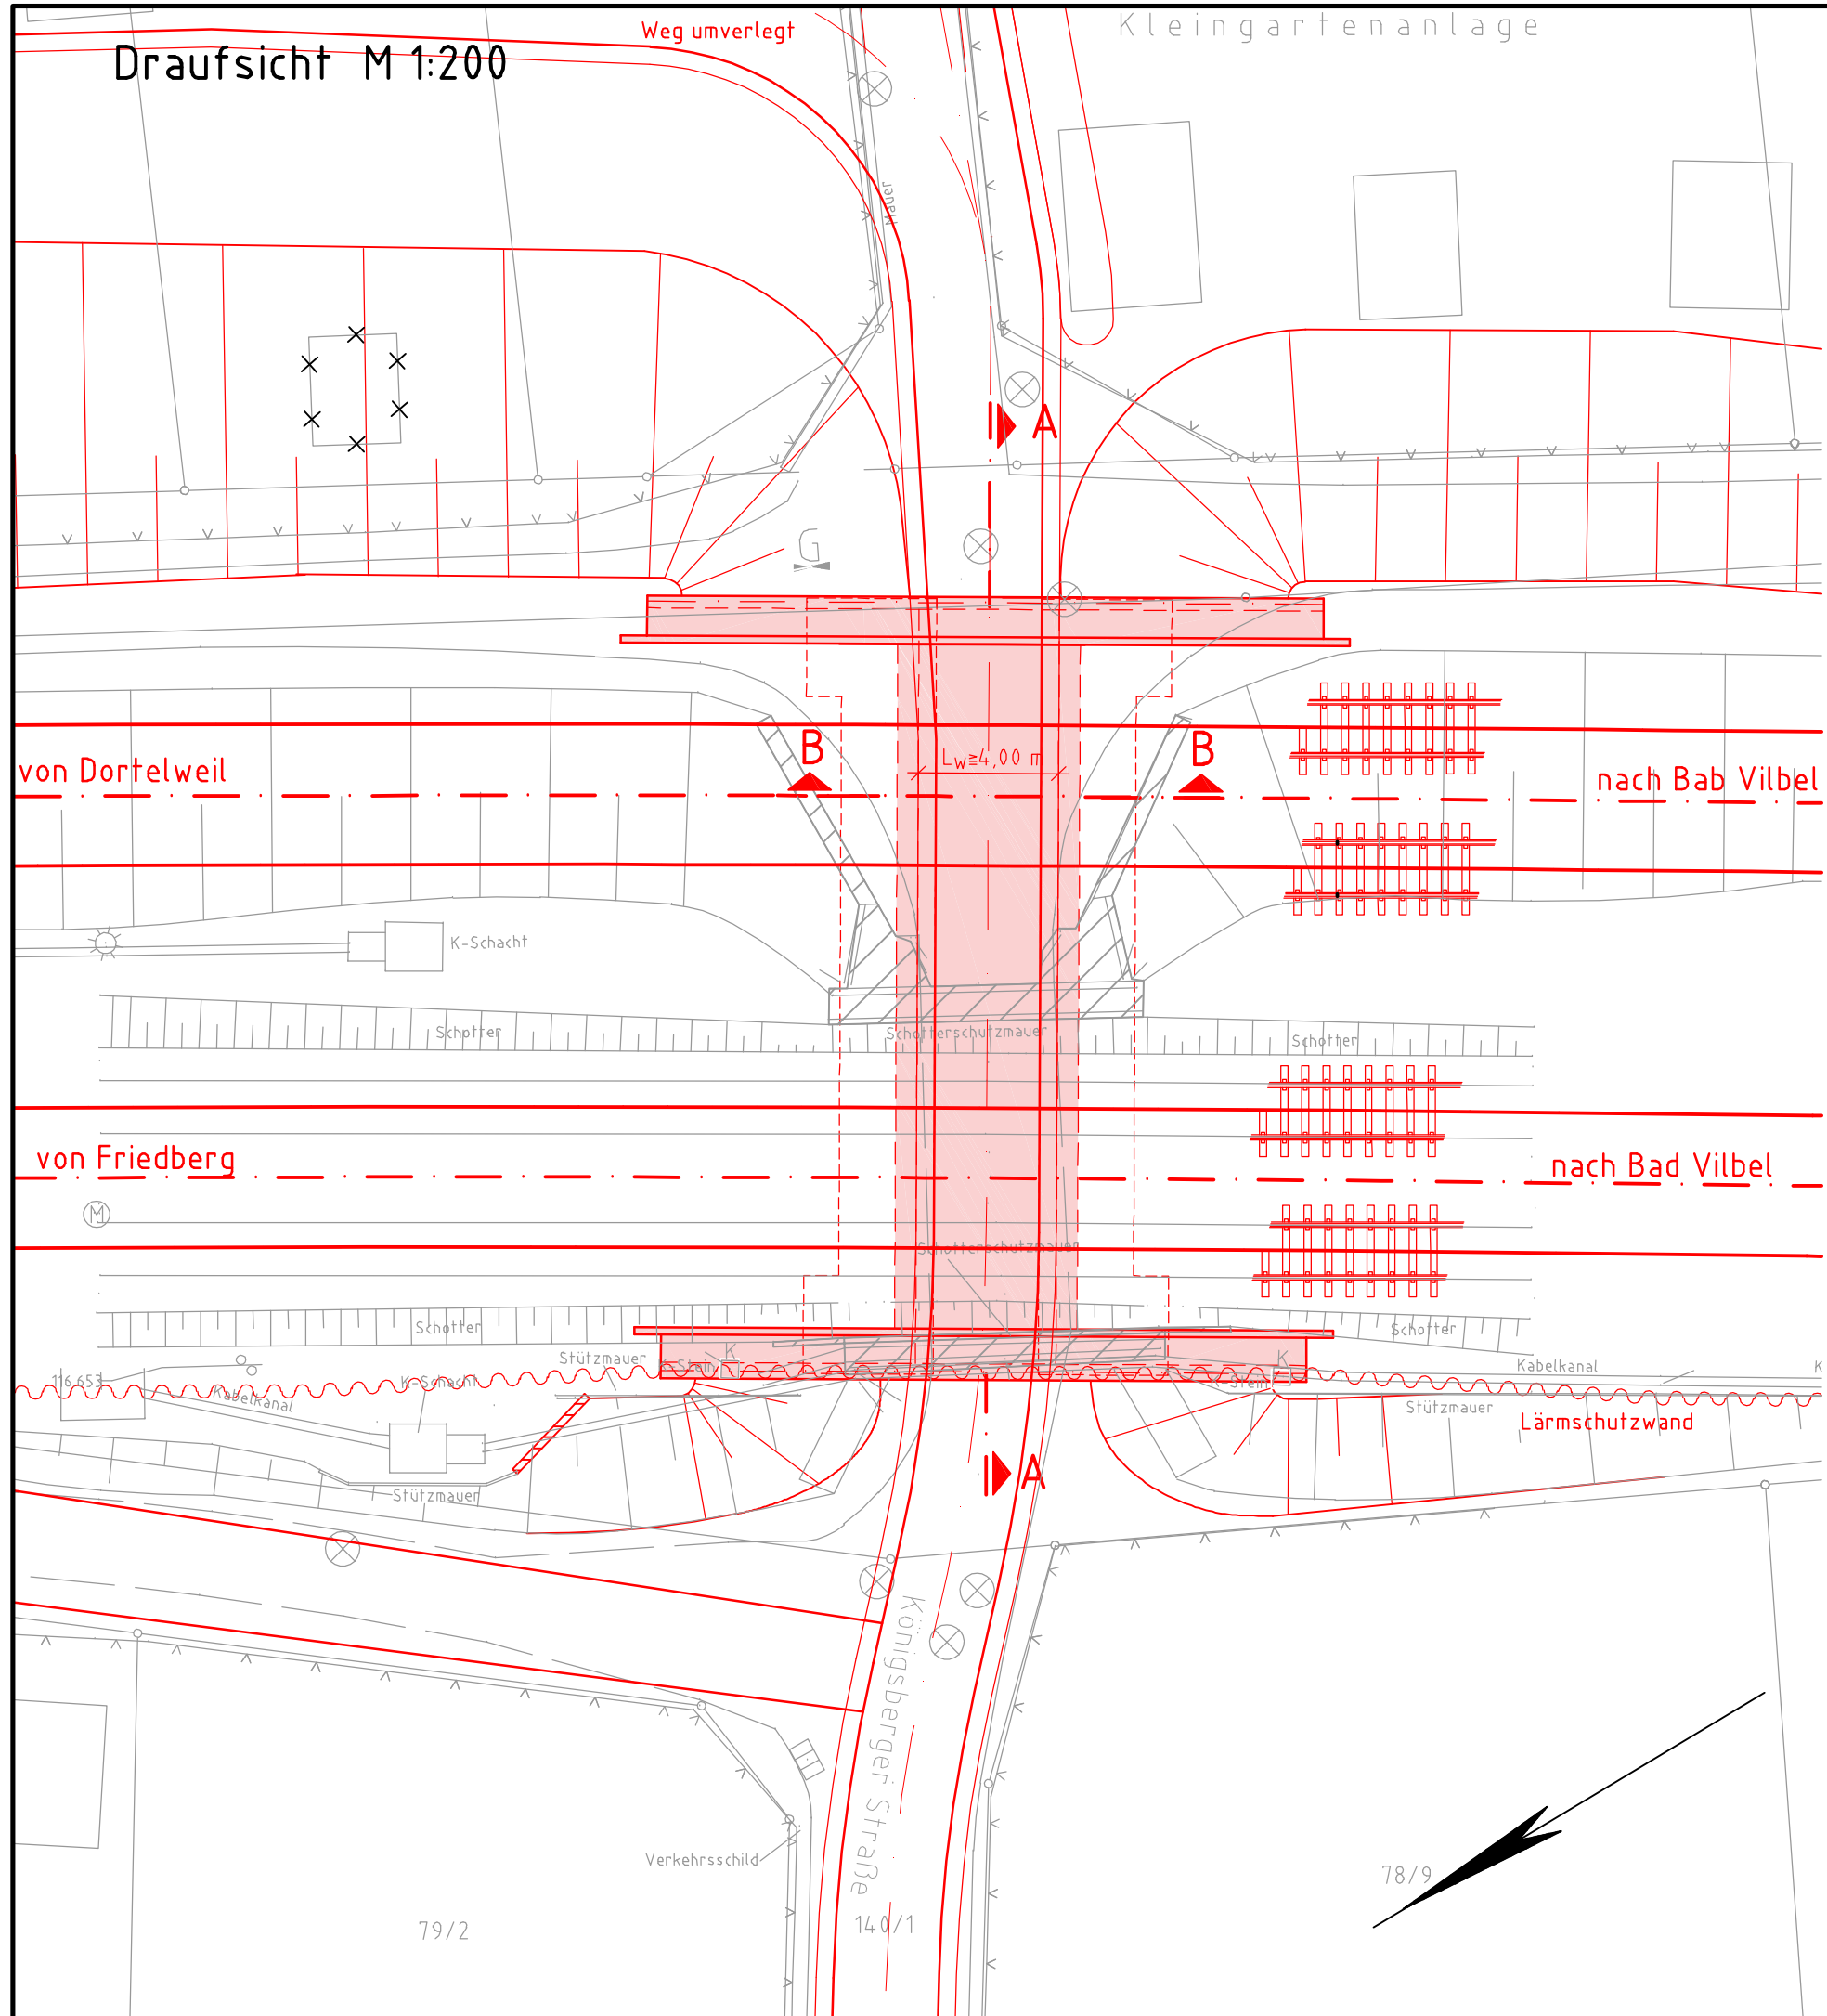 Kleingartenanlage
Weg umverlegt
Draufsicht M 1:200
Mauer
A
G
B
B
Lw≧4,00 m
von Dortelweil
nach Bab Vilbel
K-Schacht
Schotter
Schotterschutzmauer
Schotter
von Friedberg
nach Bad Vilbel
M
Schotterschutzmauer
Schotter
Schotter
Stützmauer
K
K-Stein
K
K-Stein
Kabelkanal
K
116,653
Kabelkanal
K-Schacht
Stützmauer
Lärmschutzwand
A
Stützmauer
Königsberger Straße
Verkehrsschild
78/9
79/2
140/1